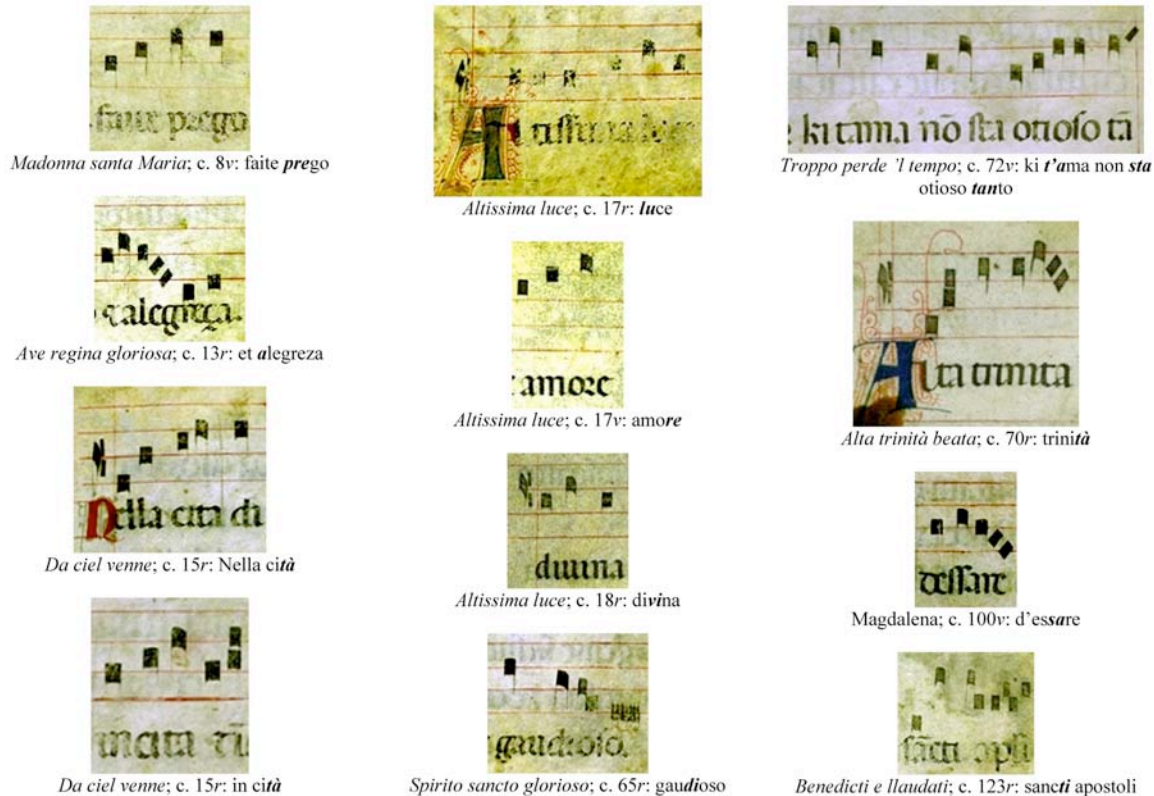 faite prego
Madonna santa Maria; c. 8v: faite prego
alegreça.
Ave regina gloriosa; c. 13r: et alegreza
Nella cita di
Da ciel venne; c. 15r: Nella città
Da ciel venne; c. 15r: in città
Altissima luce
Altissima luce; c. 17r: luce
amore
Altissima luce; c. 17v: amore
diuina
Altissima luce; c. 18r: divina
gaudioso.
Spirito sancto glorioso; c. 65r: gaudioso
ki tama nō sta otioso tā
Troppo perde 'l tempo; c. 72v: ki t'ama non sta
otioso tanto
Alta trinita
Alta trinità beata; c. 70r: trinità
dessare
Magdalena; c. 100v: d'essare
sācti apl̄i
Benedicti e llaudati; c. 123r: sancti apostoli